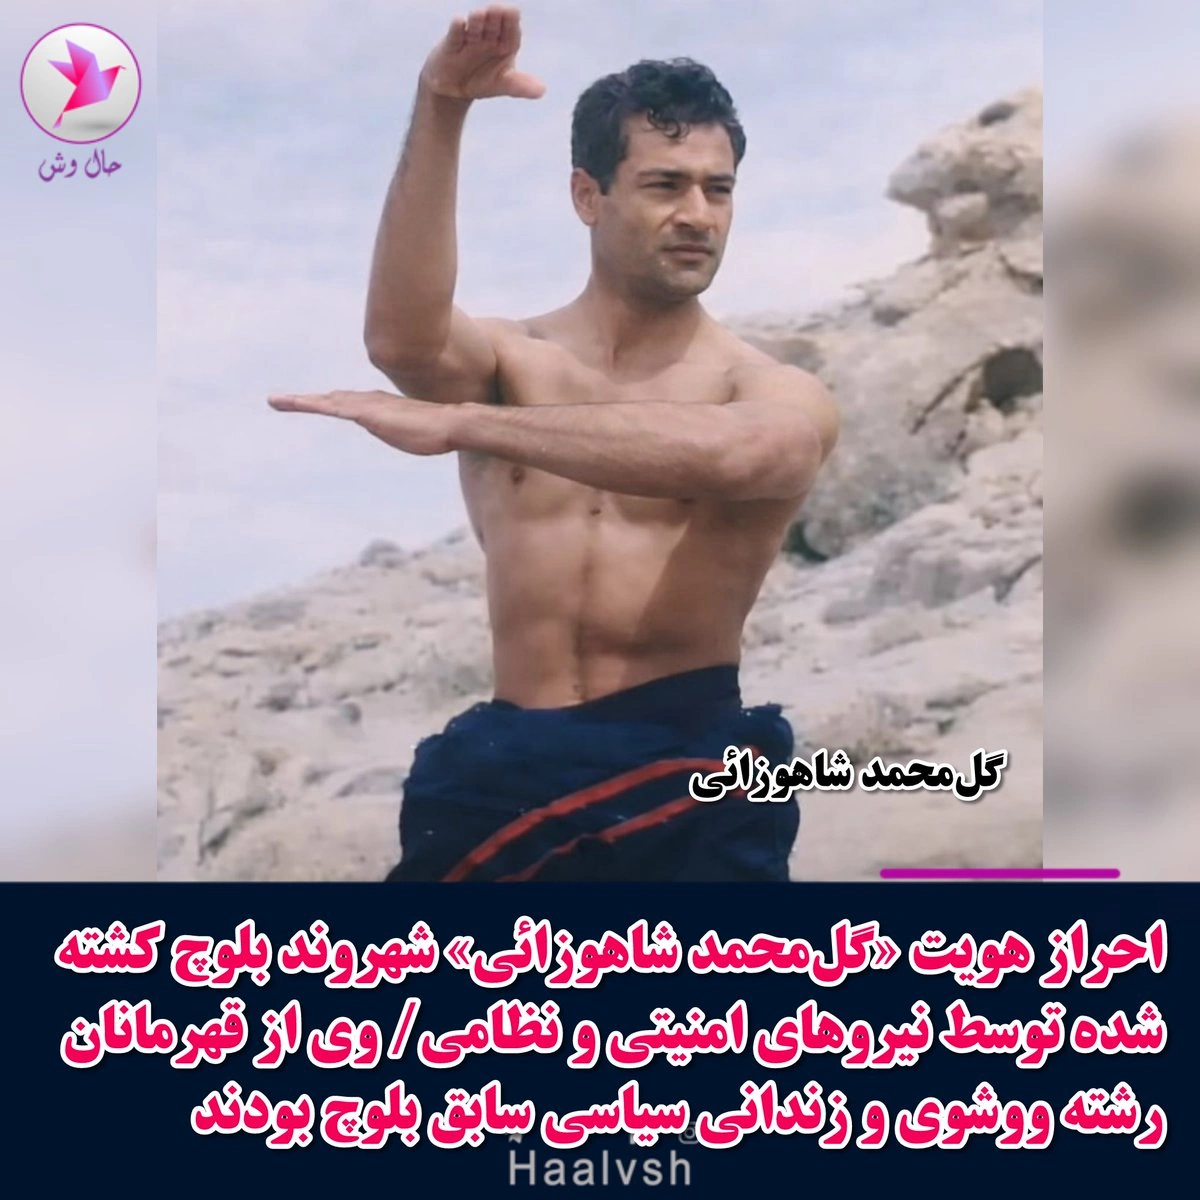 حال وش
گل‌محمد شاهوزائی
احراز هویت «گل‌محمد شاهوزائی» شهروند بلوچ کشته
شده توسط نیروهای امنیتی و نظامی/ وی از قهرمانان
رشته ووشوی و زندانی سیاسی سابق بلوچ بودند
Haalvsh